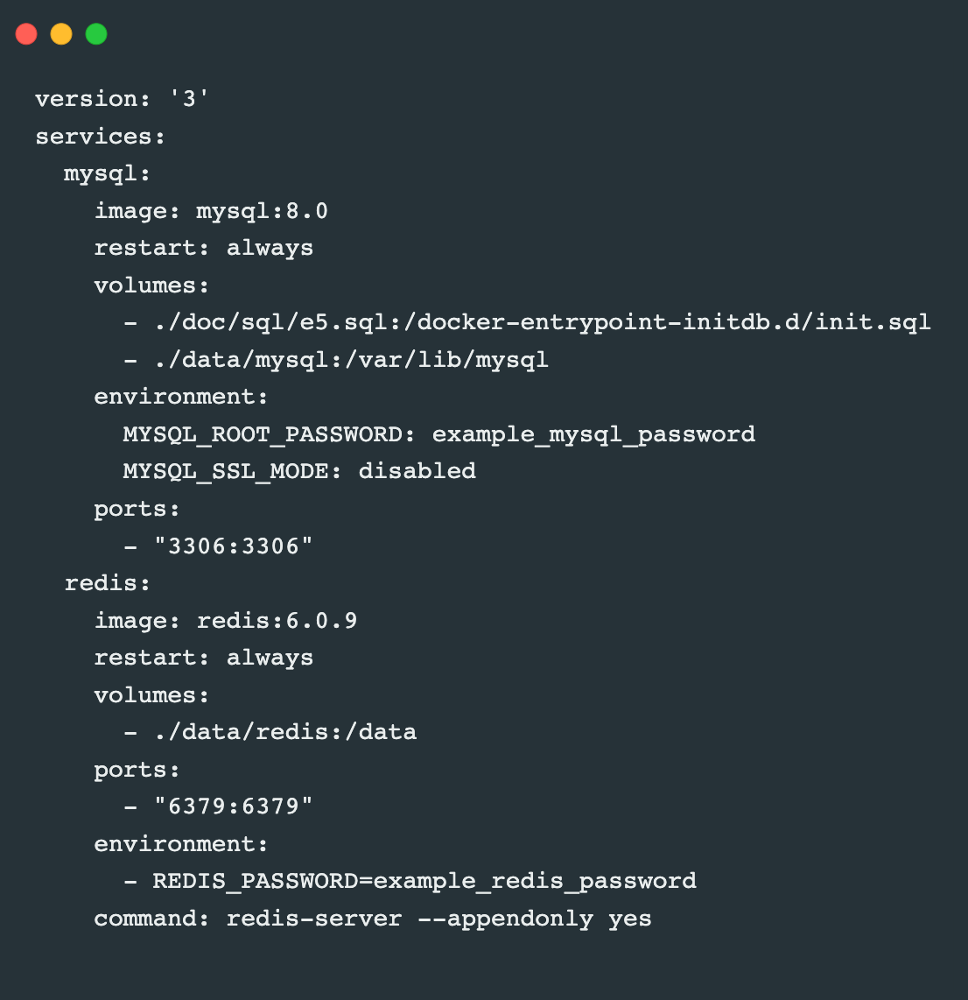 version: '3'
services:
  mysql:
    image: mysql:8.0
    restart: always
    volumes:
      - ./doc/sql/e5.sql:/docker-entrypoint-initdb.d/init.sql
      - ./data/mysql:/var/lib/mysql
    environment:
      MYSQL_ROOT_PASSWORD: example_mysql_password
      MYSQL_SSL_MODE: disabled
    ports:
      - "3306:3306"
  redis:
    image: redis:6.0.9
    restart: always
    volumes:
      - ./data/redis:/data
    ports:
      - "6379:6379"
    environment:
      - REDIS_PASSWORD=example_redis_password
    command: redis-server --appendonly yes